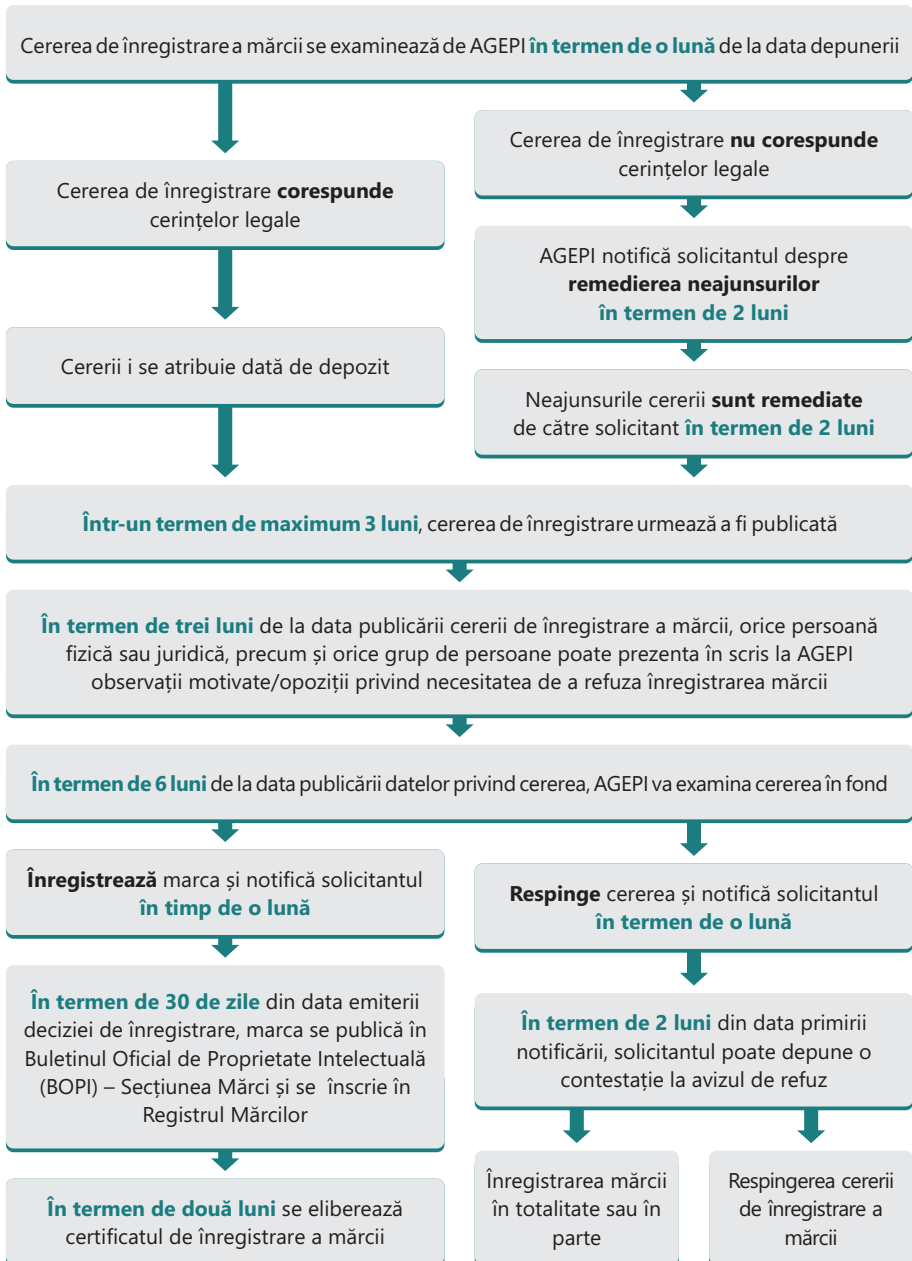 Cererea de înregistrare a mărcii se examinează de AGEPI în termen de o lună de la data depunerii
Cererea de înregistrare corespunde
cerințelor legale
Cererii i se atribuie dată de depozit
Cererea de înregistrare nu corespunde
cerințelor legale
AGEPI notifică solicitantul despre
remedierea neajunsurilor
în termen de 2 luni
Neajunsurile cererii sunt remediate
de către solicitant în termen de 2 luni
Într-un termen de maximum 3 luni, cererea de înregistrare urmează a fi publicată
În termen de trei luni de la data publicării cererii de înregistrare a mărcii, orice persoană
fizică sau juridică, precum și orice grup de persoane poate prezenta în scris la AGEPI
observații motivate/opoziții privind necesitatea de a refuza înregistrarea mărcii
În termen de 6 luni de la data publicării datelor privind cererea, AGEPI va examina cererea în fond
Înregistrează marca și notifică solicitantul
în timp de o lună
În termen de 30 de zile din data emiterii
deciziei de înregistrare, marca se publică în
Buletinul Oficial de Proprietate Intelectuală
(BOPI) – Secțiunea Mărci și se înscrie în
Registrul Mărcilor
În termen de două luni se eliberează
certificatul de înregistrare a mărcii
Respinge cererea și notifică solicitantul
în termen de o lună
În termen de 2 luni din data primirii
notificării, solicitantul poate depune o
contestație la avizul de refuz
Înregistrarea mărcii
în totalitate sau în
parte
Respingerea cererii
de înregistrare a
mărcii